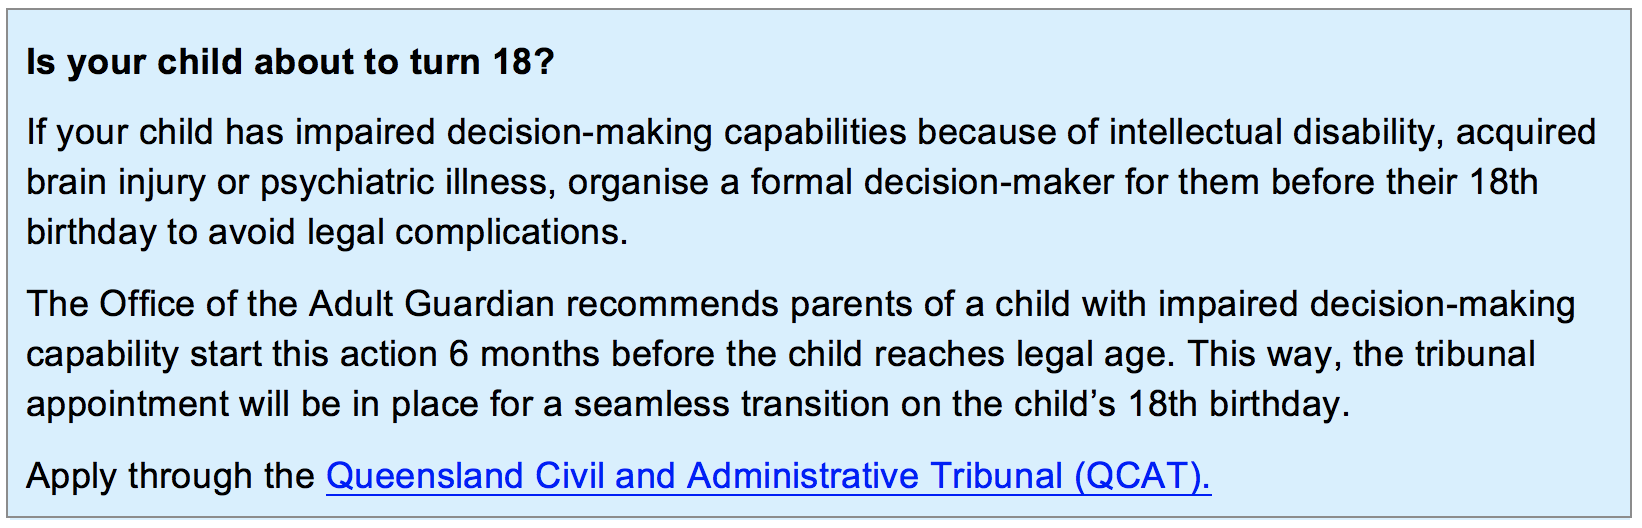 Is your child about to turn 18?
If your child has impaired decision-making capabilities because of intellectual disability, acquired
brain injury or psychiatric illness, organise a formal decision-maker for them before their 18th
birthday to avoid legal complications.
The Office of the Adult Guardian recommends parents of a child with impaired decision-making
capability start this action 6 months before the child reaches legal age. This way, the tribunal
appointment will be in place for a seamless transition on the child’s 18th birthday.
Apply through the Queensland Civil and Administrative Tribunal (QCAT).